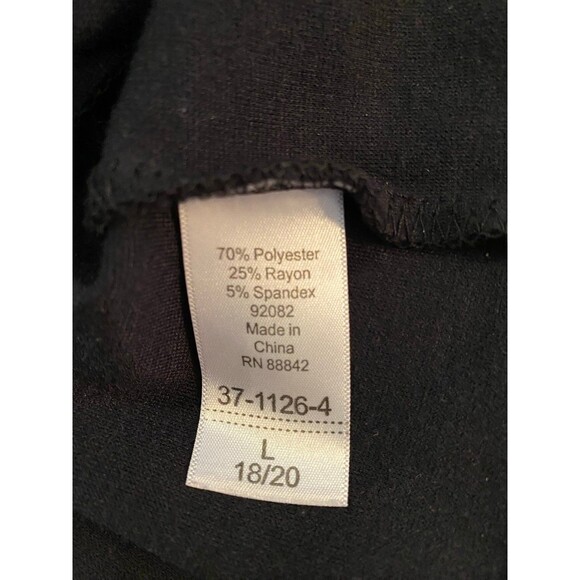 70% Polyester
25% Rayon
5% Spandex
92082
Made in
China
RN 88842
37-1126-4
L
18/20